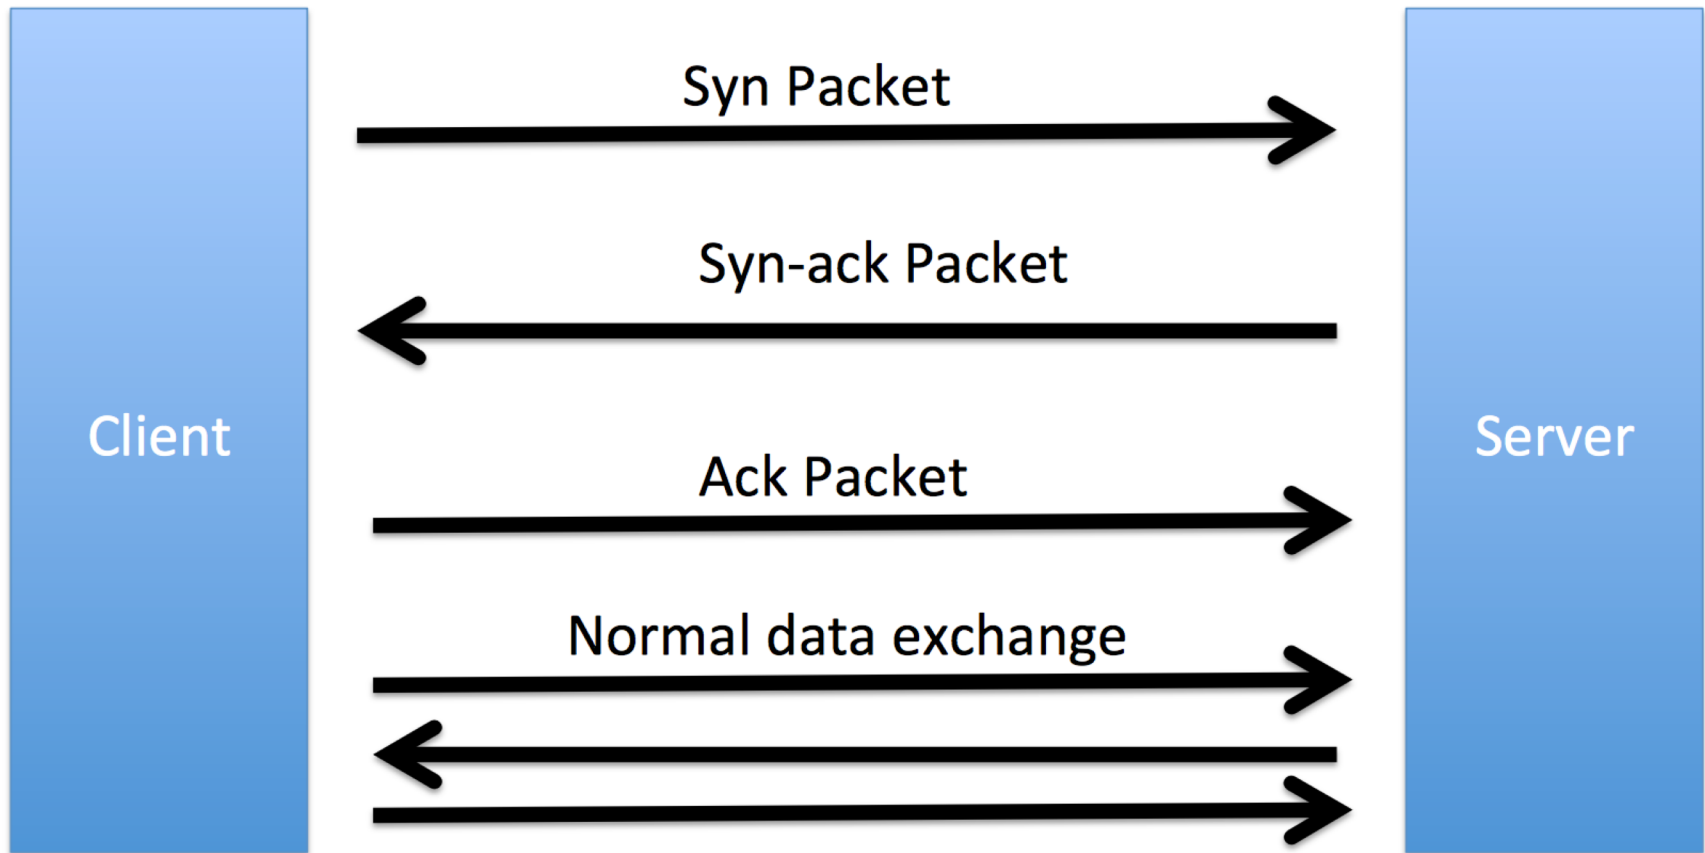 Syn Packet
Syn-ack Packet
Client
Server
Ack Packet
Normal data exchange